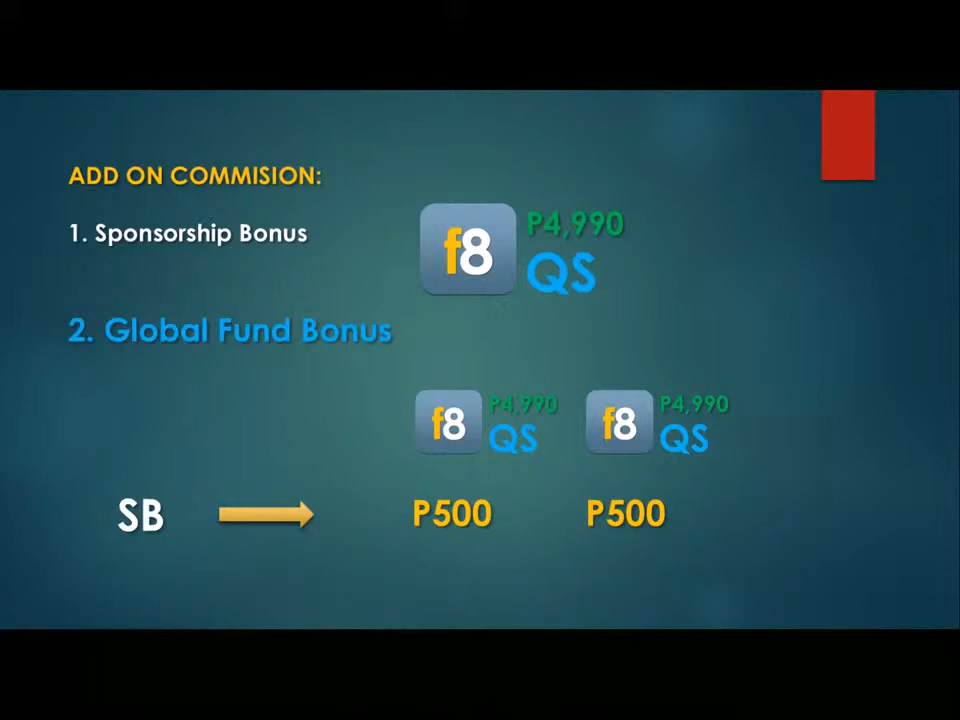 ADD ON COMMISION:
1. Sponsorship Bonus
f8 P4,990
QS
2. Global Fund Bonus
f8 P4,990 f8 P4,990
QS QS
SB P500 P500